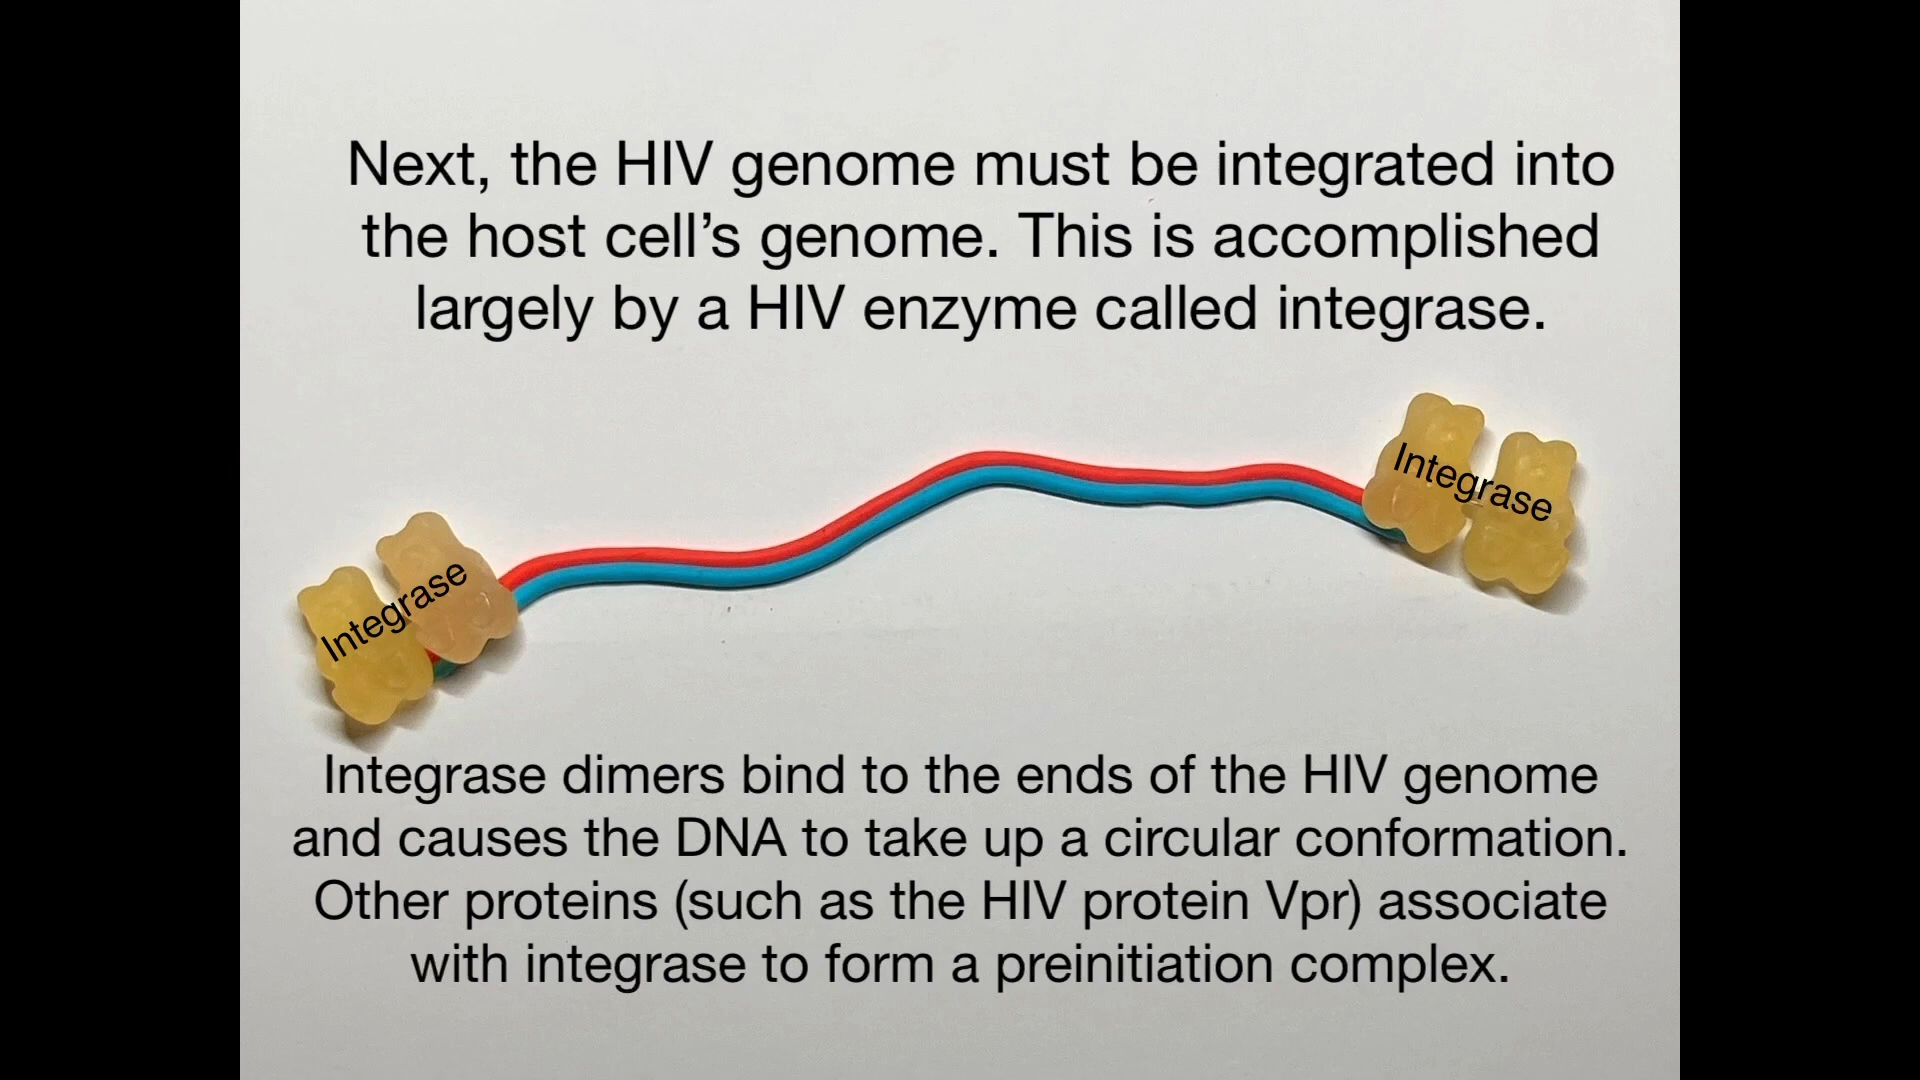 Next, the HIV genome must be integrated into
the host cell’s genome. This is accomplished
largely by a HIV enzyme called integrase.
Integrase
Integrase
Integrase dimers bind to the ends of the HIV genome
and causes the DNA to take up a circular conformation.
Other proteins (such as the HIV protein Vpr) associate
with integrase to form a preinitiation complex.